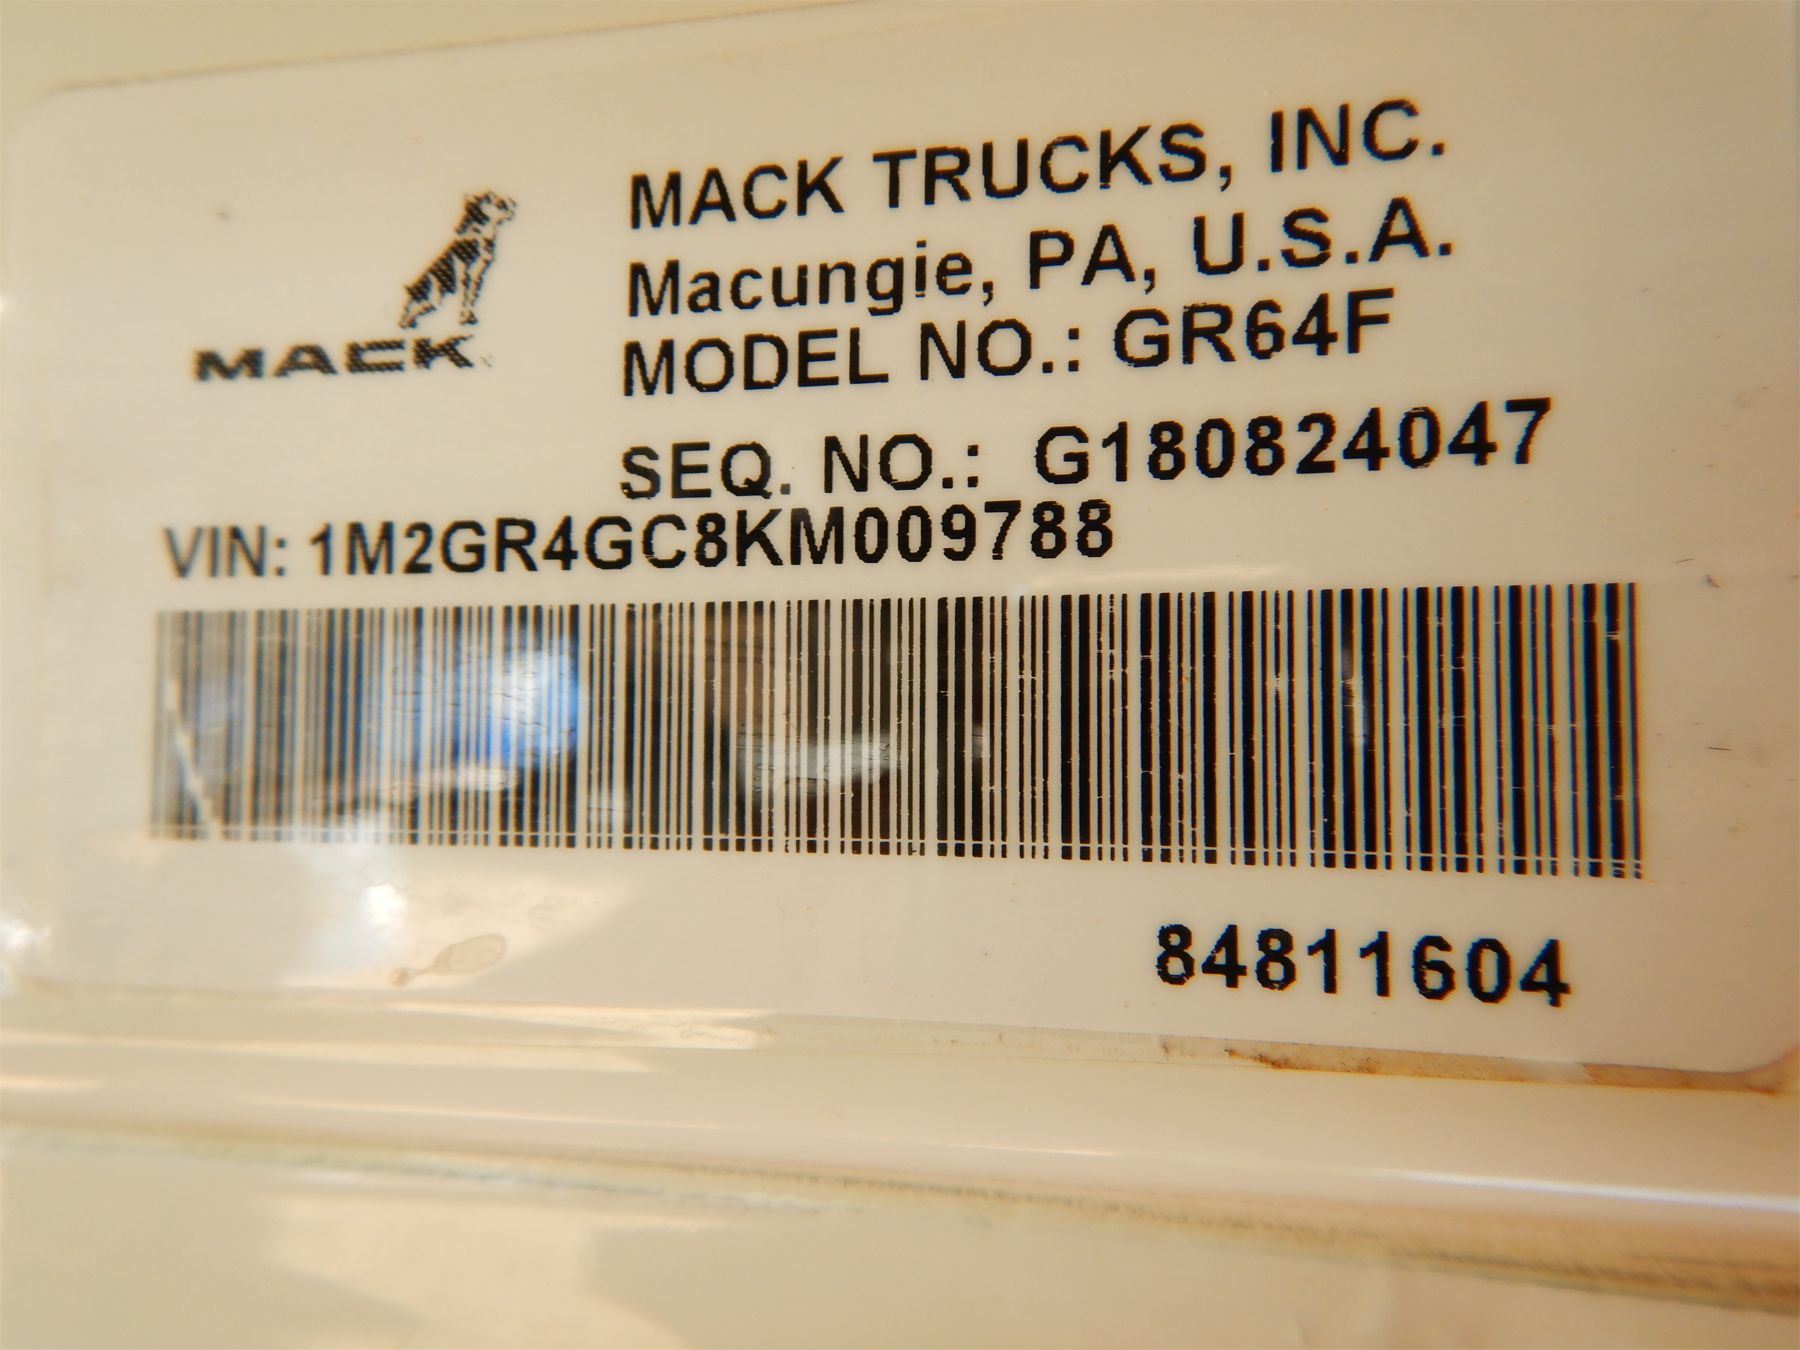 MACK TRUCKS, INC.
Macungie, PA, U.S.A.
MACK
MODEL NO.: GR64F
SEQ. NO.: G180824047
VIN: 1M2GR4GC8KM009788
84811604